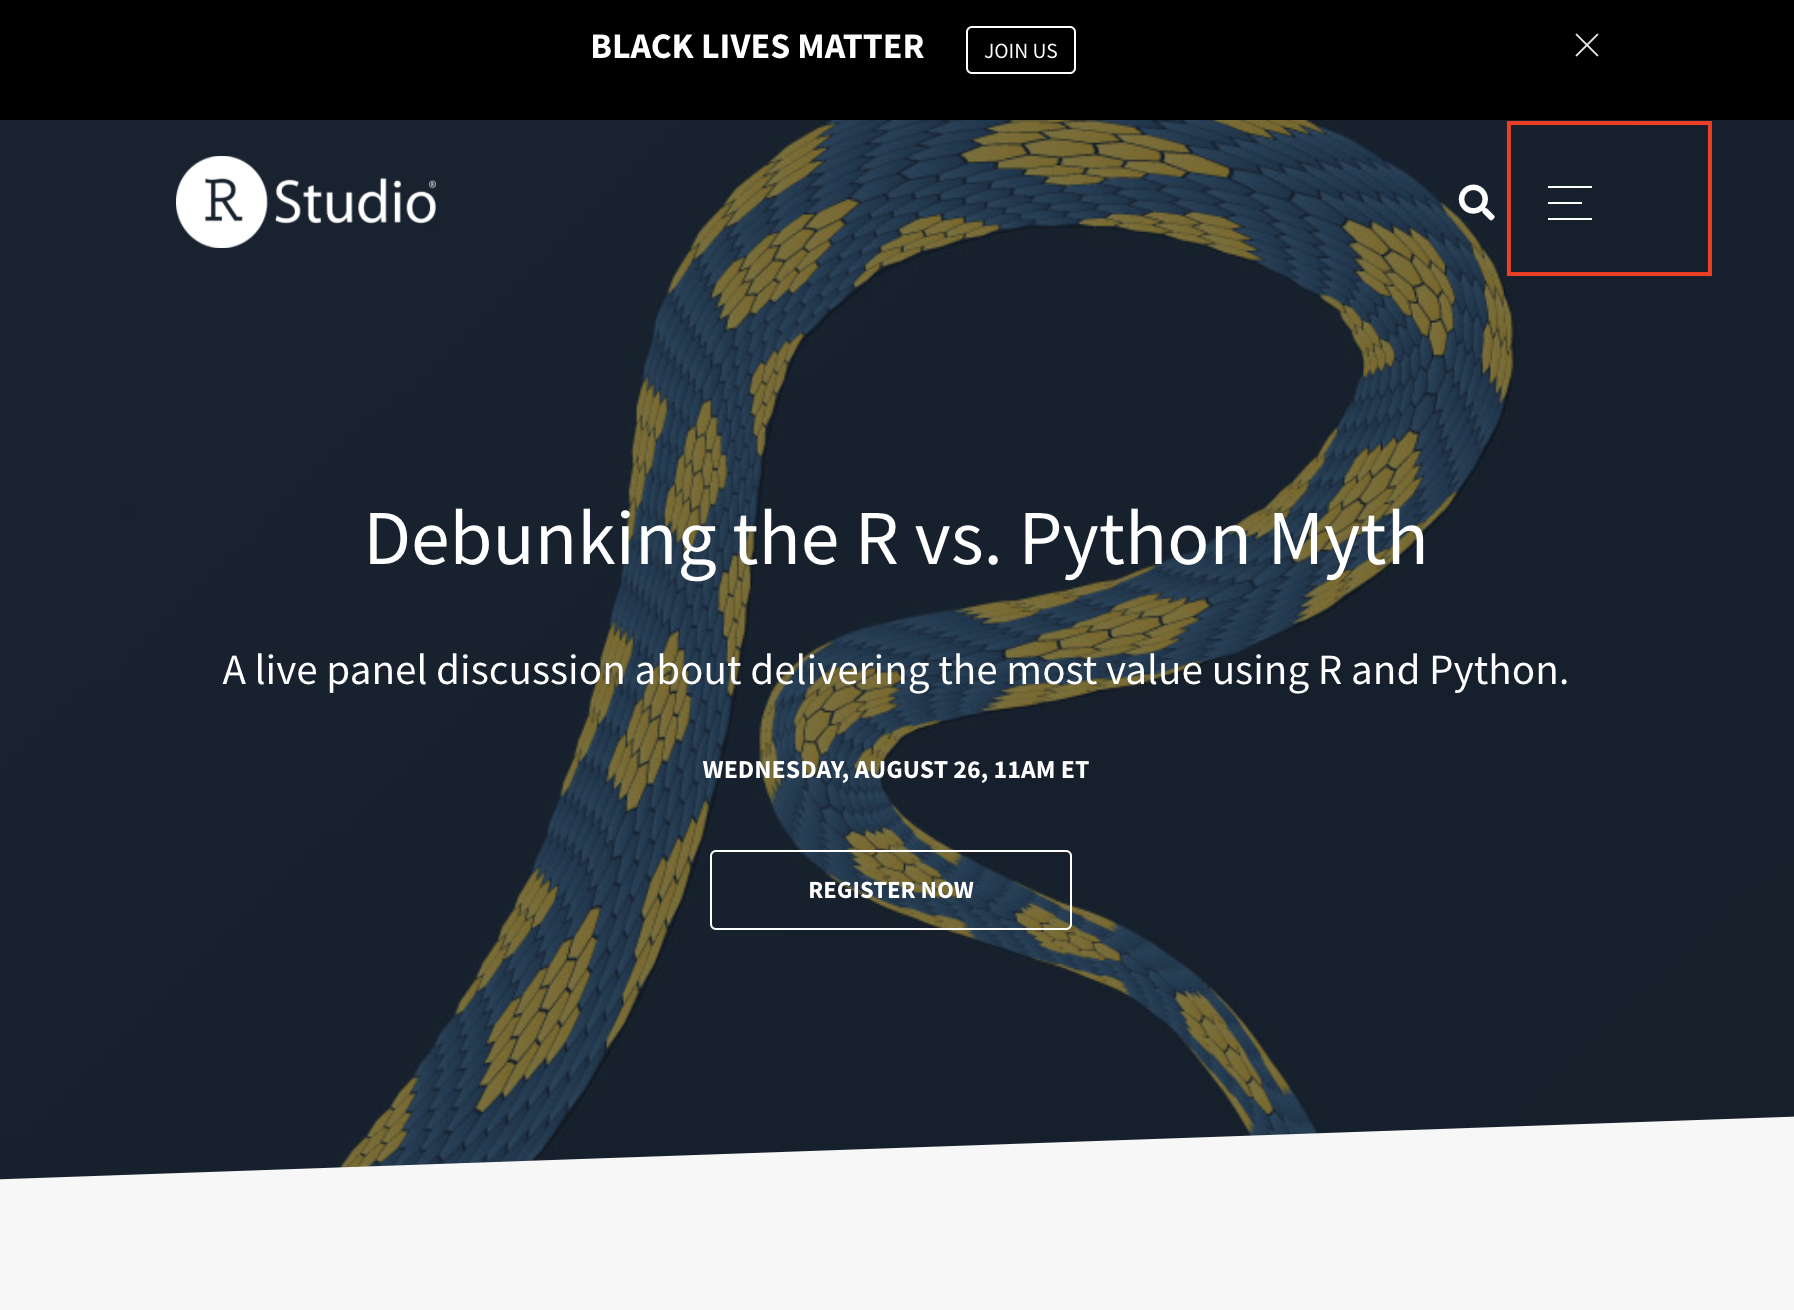 BLACK LIVES MATTER
JOIN US
R Studio®
Debunking the R vs. Python Myth
A live panel discussion about delivering the most value using R and Python.
WEDNESDAY, AUGUST 26, 11AM ET
REGISTER NOW